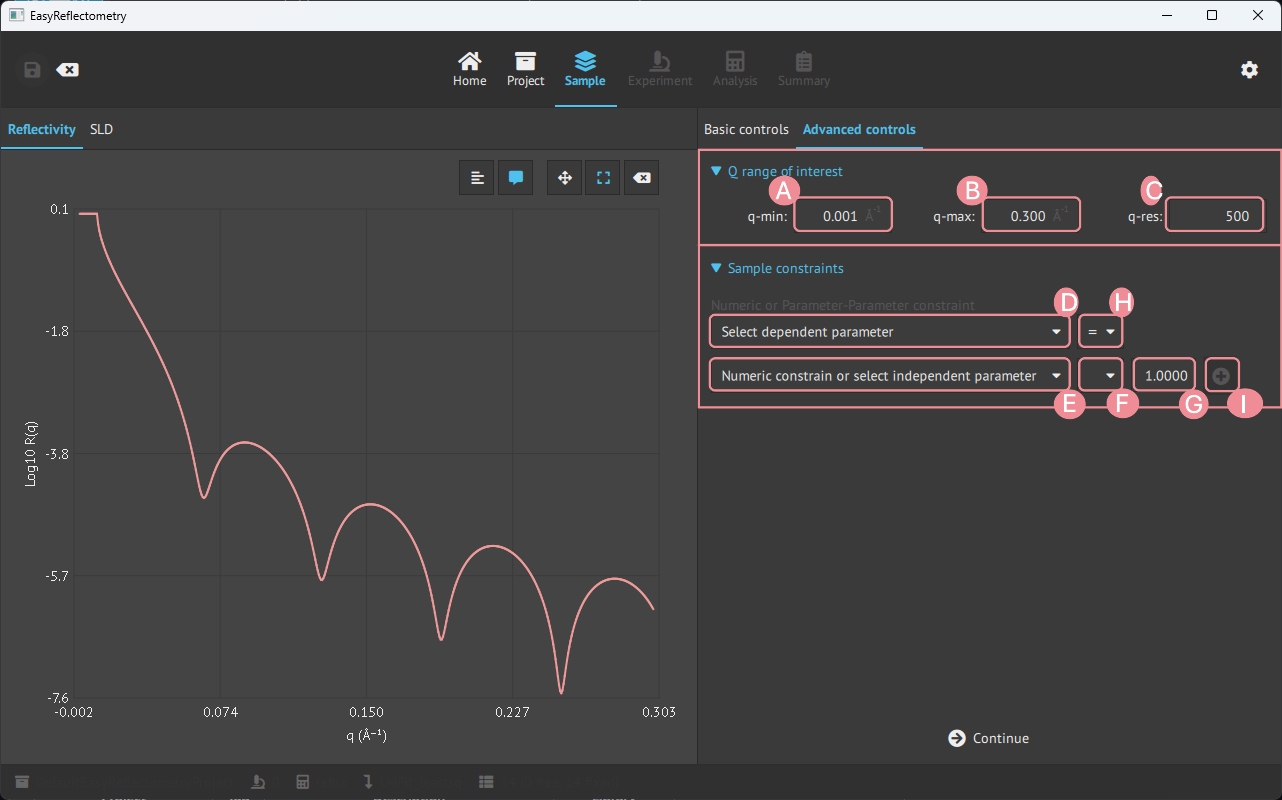 EasyReflectometry
Home
Project
Sample
Experiment
Analysis
Summary
Reflectivity
SLD
Basic controls
Advanced controls
Q range of interest
A
B
C
q-min:
0.001 Å⁻¹
q-max:
0.300 Å⁻¹
q-res:
500
Sample constraints
Numeric or Parameter-Parameter constraint
D
H
Select dependent parameter
=
Numeric constrain or select independent parameter
1.0000
E
F
G
I
0.1
-1.8
-3.8
-5.7
-7.6
Log10 R(q)
-0.002
0.074
0.150
0.227
0.303
q (Å⁻¹)
Continue